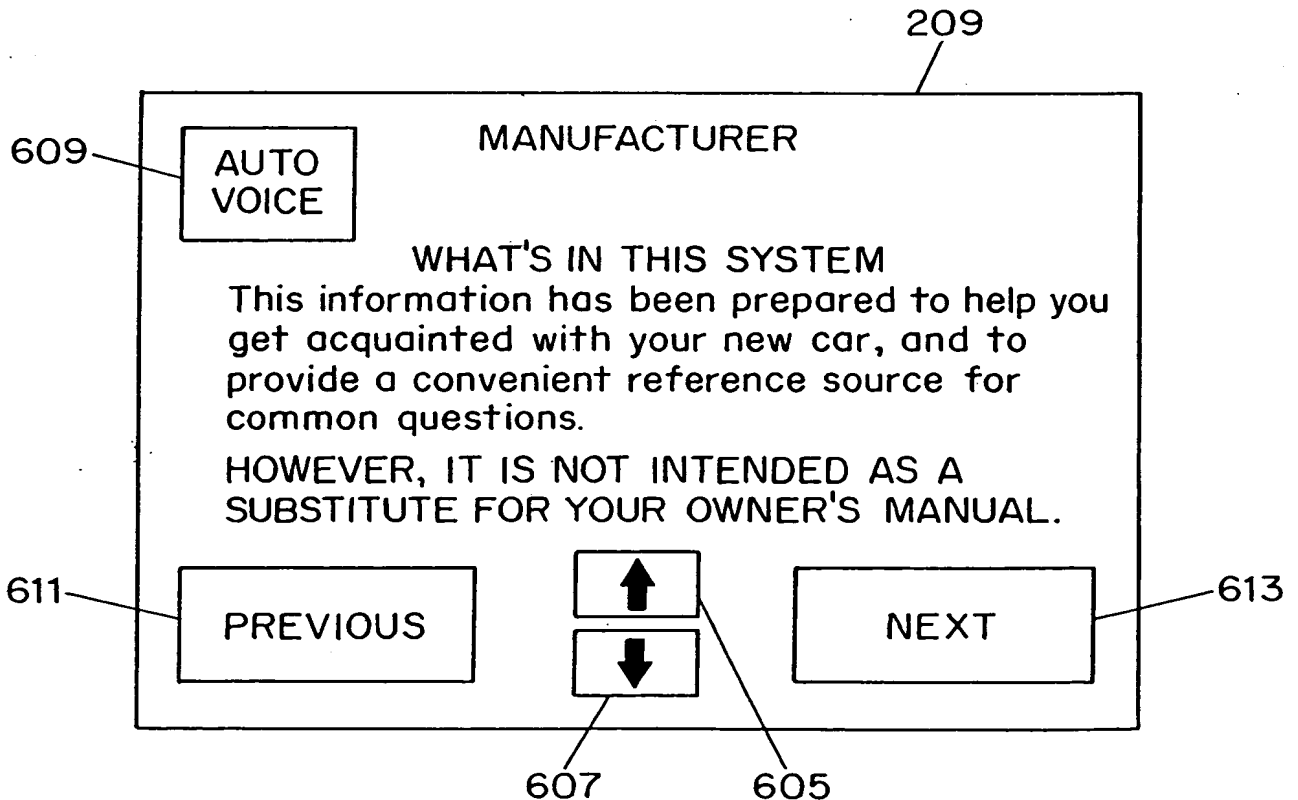 209
MANUFACTURER
609
AUTO
VOICE
WHAT'S IN THIS SYSTEM
This information has been prepared to help you
get acquainted with your new car, and to
provide a convenient reference source for
common questions.
HOWEVER, IT IS NOT INTENDED AS A
SUBSTITUTE FOR YOUR OWNER'S MANUAL.
611
PREVIOUS
NEXT
613
607
605